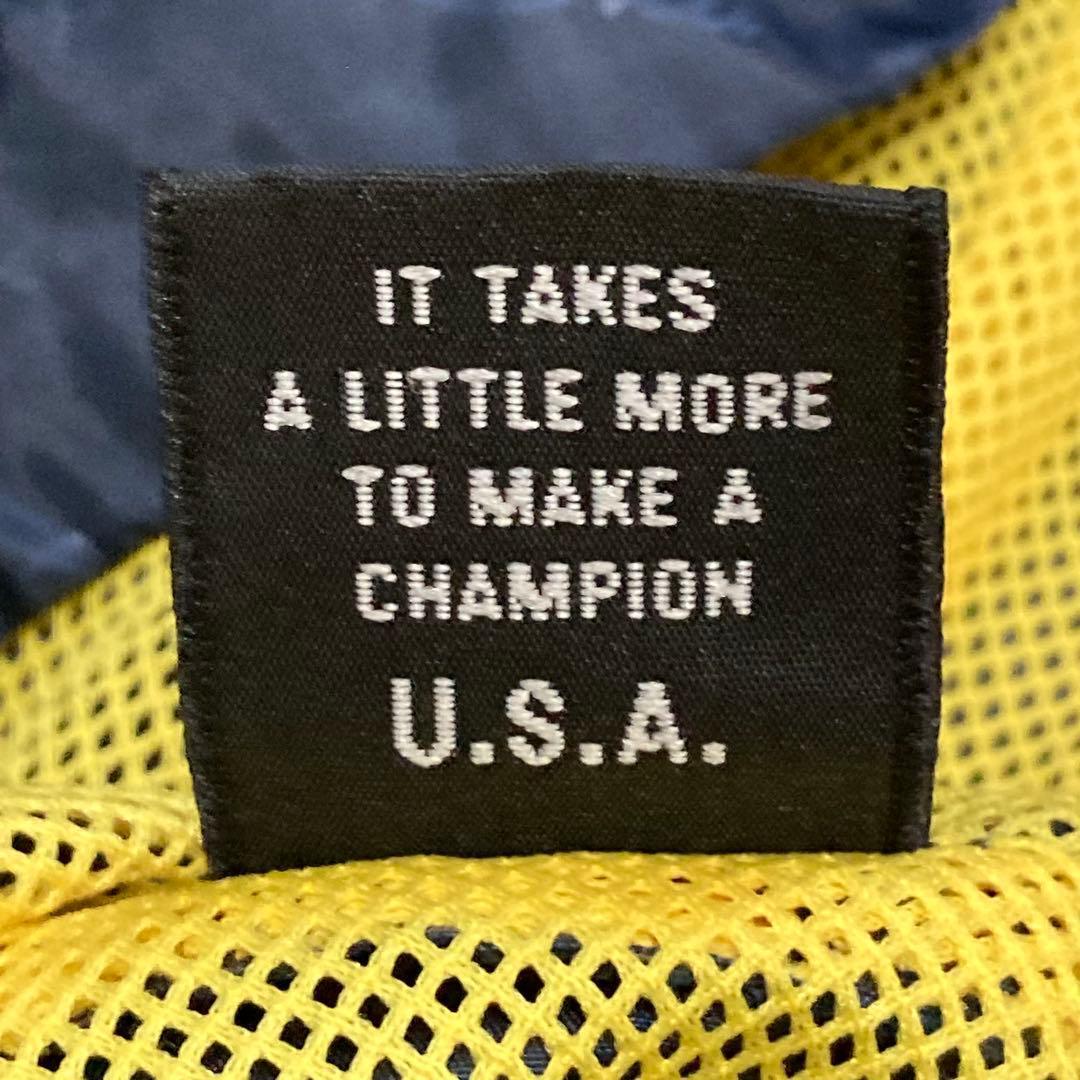 IT TAKES
A LITTLE MORE
TO MAKE A
CHAMPION
U.S.A.